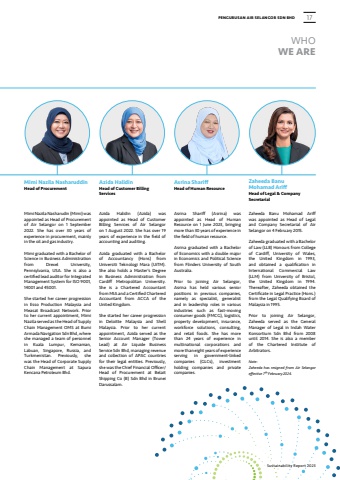 PENGURUSAN AIR SELANGOR SDN BHD 17
WHO
WE ARE
Mimi Nazita Nashanuddin
Head of Procurement
Mimi Nazita Nashudin (Mimi) was
appointed as Head of Procurement
of Air Selangor on 1 September
2022. She has over 30 years of
experience in procurement, mainly
in the oil and gas industry.
Mimi graduated with a Bachelor of
Science in Business Administration
from Drexel University,
Pennsylvania, USA. She is also a
certified lead auditor for Integrated
Management System for ISO 9001,
14001 and 45001.
She started her career progression
in Esso Production Malaysia and
Measat Broadcast Network. Prior
to her current appointment, Mimi
Nazita served as the Head of Supply
Chain Management OMS at Bumi
Armada Navigation Sdn Bhd, where
she managed a team of personnel
in Kuala Lumpur, Kemaman,
Labuan, Singapore, Russia, and
Turkmenistan. Previously, she
was the Head of Corporate Supply
Chain Management at Sapura
Kencana Petroleum Bhd.
Azida Halidin
Head of Customer Billing
Services
Azida Halidin (Azida) was
appointed as Head of Customer
Billing Services of Air Selangor
on 1 August 2022. She has over 19
years of experience in the field of
accounting and auditing.
Azida graduated with a Bachelor
of Accountancy (Hons) from
Universiti Teknologi Mara (UiTM).
She also holds a Master's Degree
in Business Administration from
Cardiff Metropolitan University.
She is a Chartered Accountant
from MIA and a Certified Chartered
Accountant from ACCA of the
United Kingdom.
She started her career progression
in Deloitte Malaysia and Shell
Malaysia. Prior to her current
appointment, Azida served as the
Senior Account Manager (Tower
Lead) at Air Liquide Business
Service Sdn Bhd, managing revenue
and collection of APAC countries
for their legal entities. Previously,
she was the Chief Financial Officer/
Head of Procurement at Belait
Shipping Co (B) Sdn Bhd in Brunei
Darussalam.
Asrina Shariff
Head of Human Resource
Asrina Shariff (Asrina) was
appointed as Head of Human
Resource on 1 June 2023, bringing
more than 30 years of experience in
the field of human resource.
Asrina graduated with a Bachelor
of Economics with a double major
in Economics and Political Science
from Flinders University of South
Australia.
Prior to joining Air Selangor,
Asrina has held various senior
positions in previous companies,
namely as specialist, generalist
and in leadership roles in various
industries such as fast-moving
consumer goods (FMCG), logistics,
property development, insurance,
workforce solutions, consulting,
and retail foods. She has more
than 24 years of experience in
multinational corporations and
more than eight years of experience
serving in government-linked
companies (GLCs), investment
holding companies and private
companies.
Zaheeda Banu
Mohamad Ariff
Head of Legal & Company
Secretarial
Zaheeda Banu Mohamad Ariff
was appointed as Head of Legal
and Company Secretarial of Air
Selangor on 4 February 2015.
Zaheeda graduated with a Bachelor
of Law (LLB) Honours from College
of Cardiff, University of Wales,
the United Kingdom in 1993,
and obtained a qualification in
International Commercial Law
(LLM) from University of Bristol,
the United Kingdom in 1994.
Thereafter, Zaheeda obtained the
Certificate in Legal Practice (Hons.)
from the Legal Qualifying Board of
Malaysia in 1995.
Prior to joining Air Selangor,
Zaheeda served as the General
Manager of Legal in Indah Water
Konsortium Sdn Bhd from 2008
until 2014. She is also a member
of the Chartered Institute of
Arbitrators.
Note:
Zaheeda has resigned from Air Selangor
effective 7th February 2024.
Sustainability Report 2023